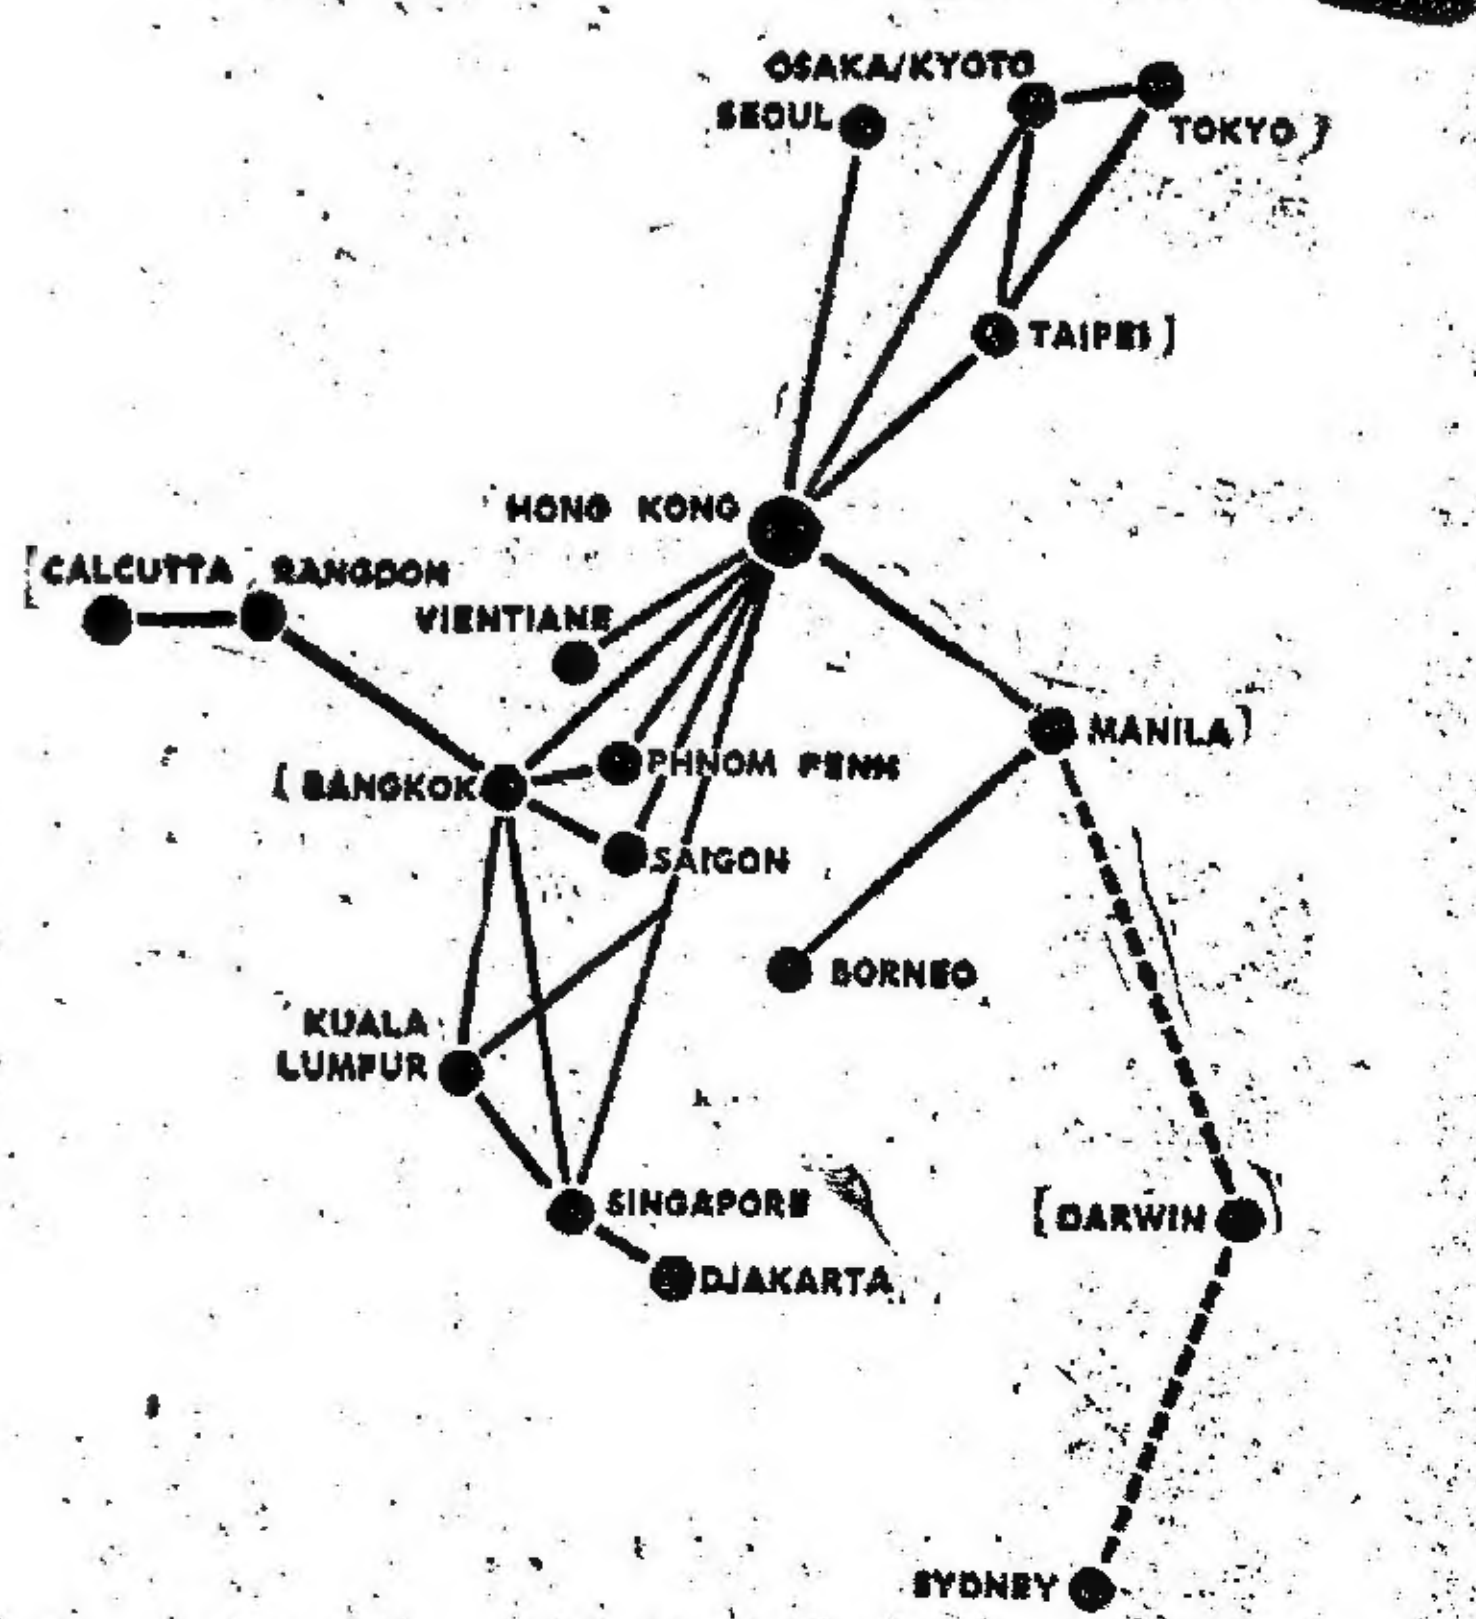 OSAKA/KYOTO
SEOUL
TOKYO )
TAIPEI ]
HONG KONG
[ CALCUTTA RANGOON
VIENTIANE
MANILA ]
PHNOM PENH
[ BANGKOK
SAIGON
BORNEO
KUALA
LUMPUR
SINGAPORE
[ DARWIN )
DJAKARTA
SYDNEY